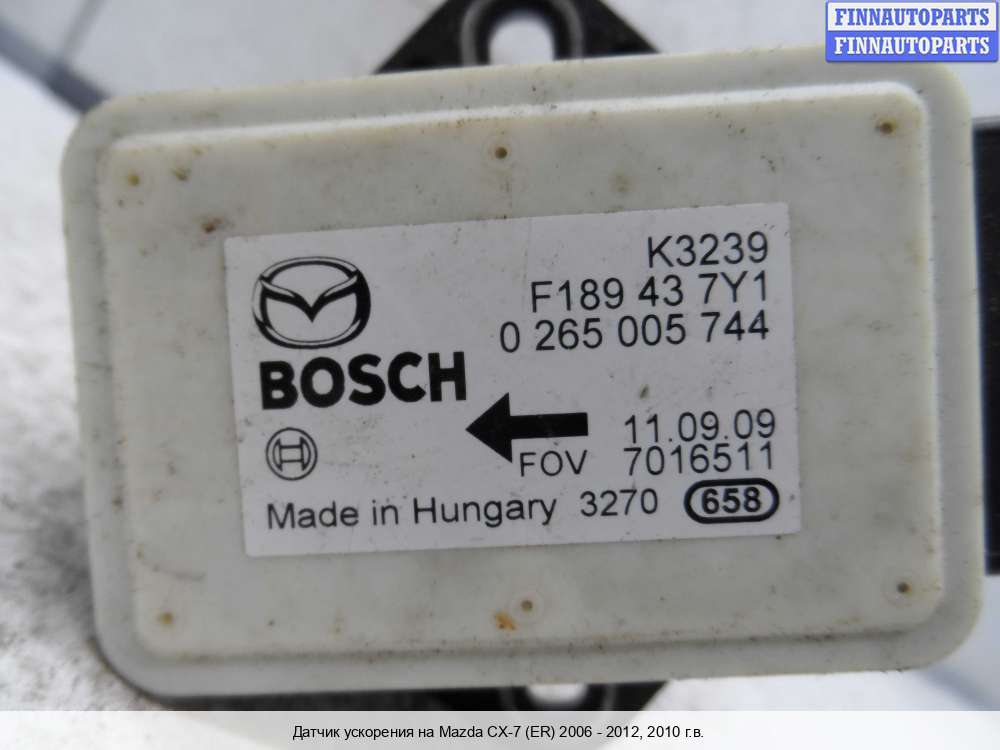 FINNAUTOPARTS
FINNAUTOPARTS
K3239
F189 43 7Y1
0 265 005 744
BOSCH
11.09.09
FOV 7016511
Made in Hungary 3270 658
Датчик ускорения на Mazda CX-7 (ER) 2006 - 2012, 2010 г.в.